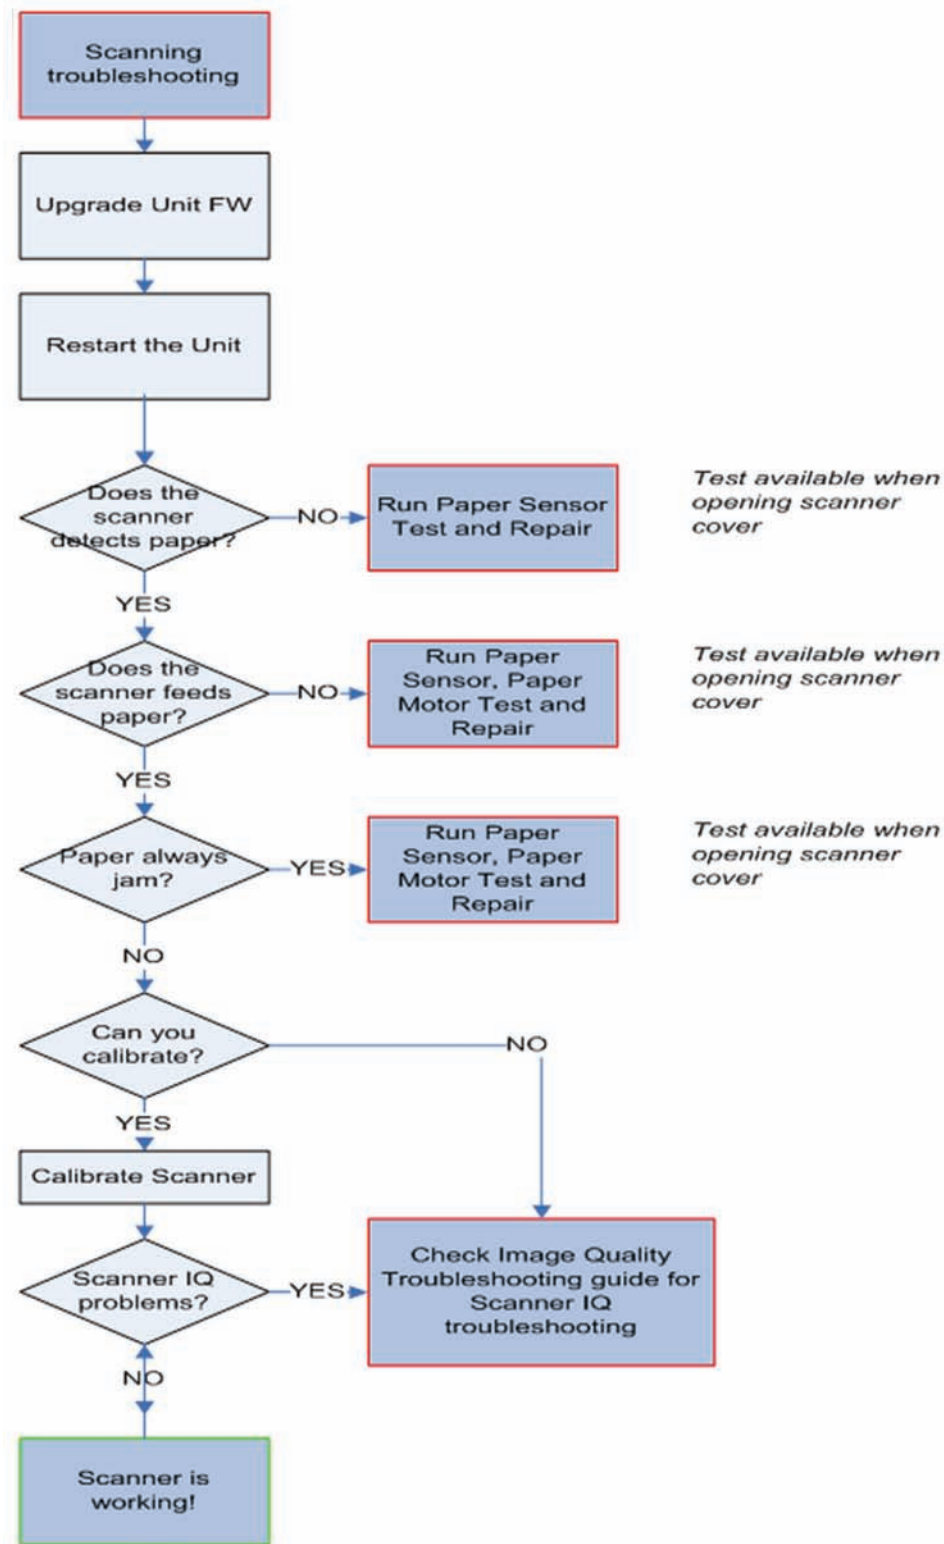 Scanning
troubleshooting
Upgrade Unit FW
Restart the Unit
Does the
scanner
detects paper?
NO
Run Paper Sensor
Test and Repair
Test available when
opening scanner
cover
YES
Does the
scanner feeds
paper?
NO
Run Paper
Sensor, Paper
Motor Test and
Repair
Test available when
opening scanner
cover
YES
Paper always
jam?
YES
Run Paper
Sensor, Paper
Motor Test and
Repair
Test available when
opening scanner
cover
NO
Can you
calibrate?
NO
YES
Calibrate Scanner
Scanner IQ
problems?
YES
Check Image Quality
Troubleshooting guide for
Scanner IQ
troubleshooting
NO
Scanner is
working!